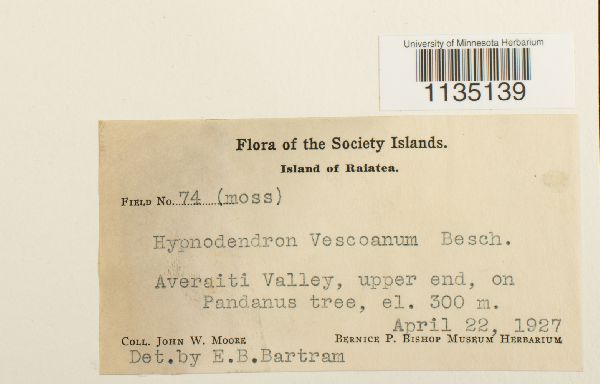 University of Minnesota Herbarium
1135139
Flora of the Society Islands.
Island of Raiatea.
FIELD No. 74 (moss)
Hypnodendron Vescoanum Besch.
Averaiti Valley, upper end, on
Pandanus tree, el. 300 m.
April 22, 1927
COLL. JOHN W. MOORE BERNICE P. BISHOP MUSEUM HERBARIUM
Det.by E.B.Bartram